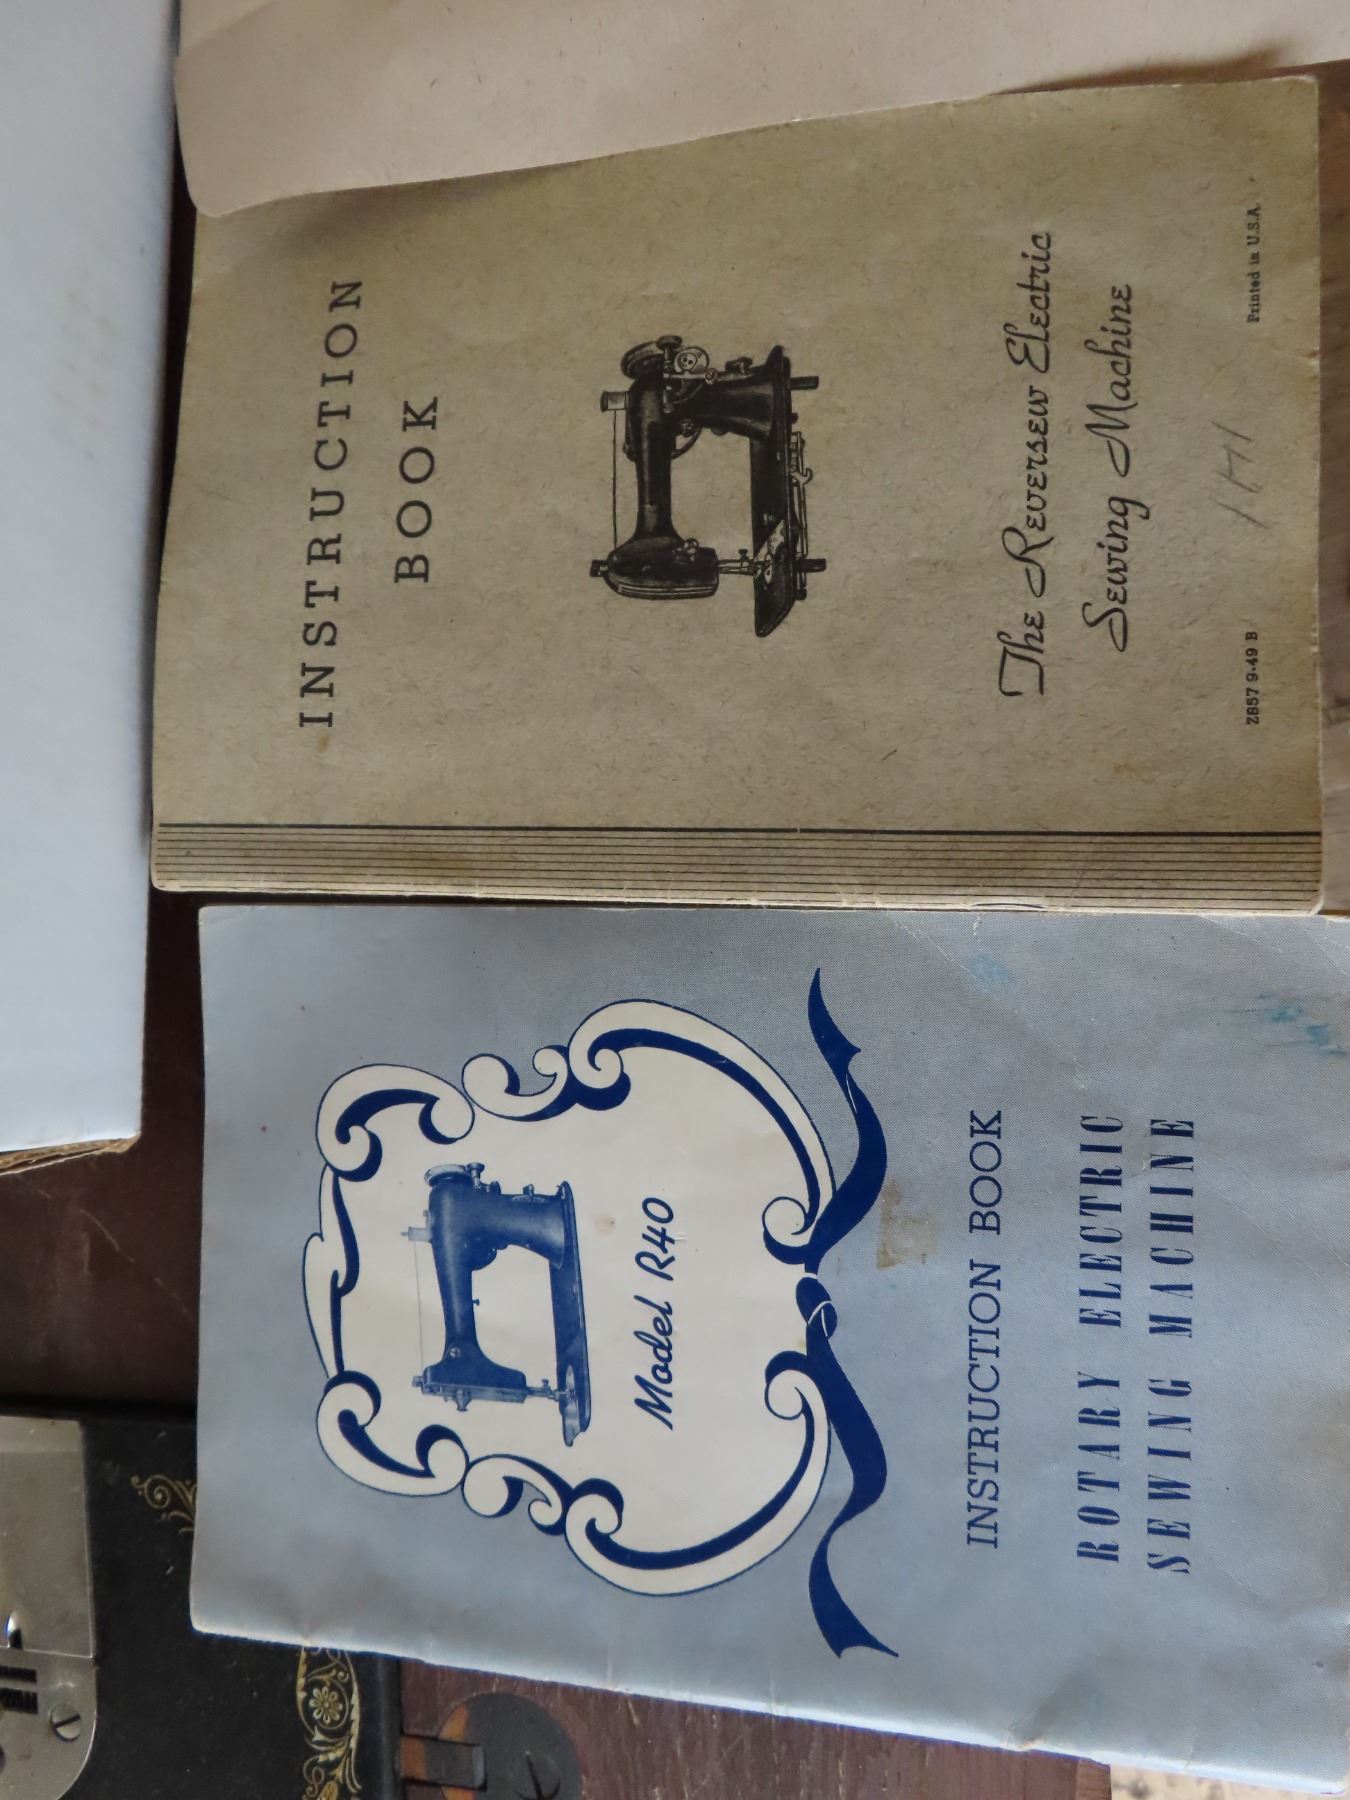 Model R40
INSTRUCTION BOOK
ROTARY ELECTRIC
SEWING MACHINE
INSTRUCTION
BOOK
The Reversew Electric
Sewing Machine
Z857 9-49 B
Printed in U.S.A.